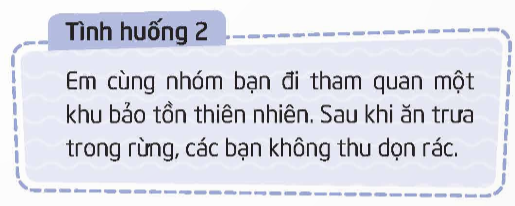 Tình huống 2
Em cùng nhóm bạn đi tham quan một
khu bảo tồn thiên nhiên. Sau khi ăn trưa
trong rừng, các bạn không thu dọn rác.